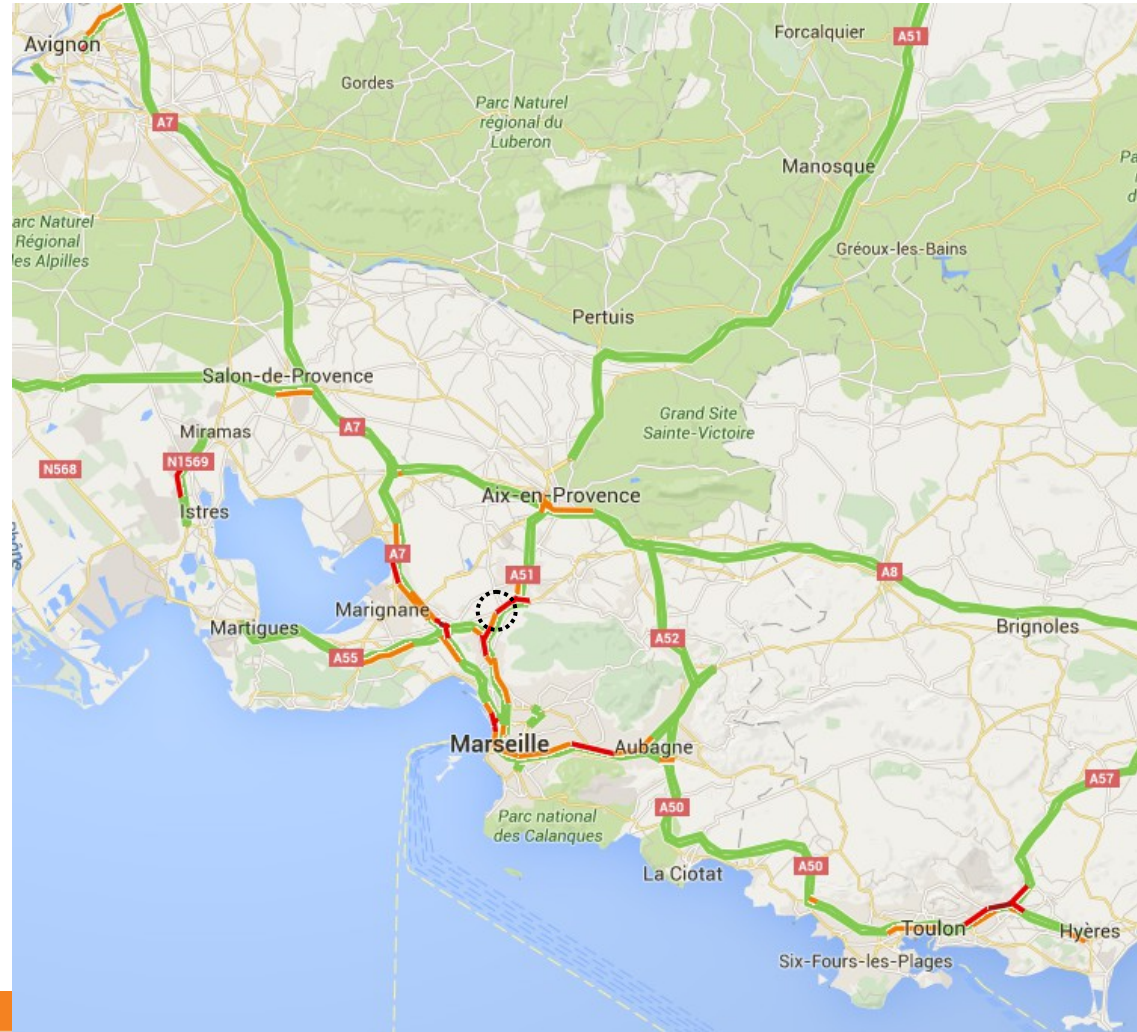 Forcalquier
A51
Avignon
Gordes
Parc Naturel
régional du
Luberon
A7
Manosque
Pa
d
arc Naturel
Régional
es Alpilles
Gréoux-les-Bains
Pertuis
Salon-de-Provence
Grand Site
Sainte-Victoire
A7
Miramas
N568
N1569
Aix-en-Provence
Istres
A7
A51
A8
Marignane
Martigues
A52
Brignoles
A55
Marseille
Aubagne
A57
A50
Parc national
des Calanques
La Ciotat
A50
Toulon
Hyères
Six-Fours-les-Plages